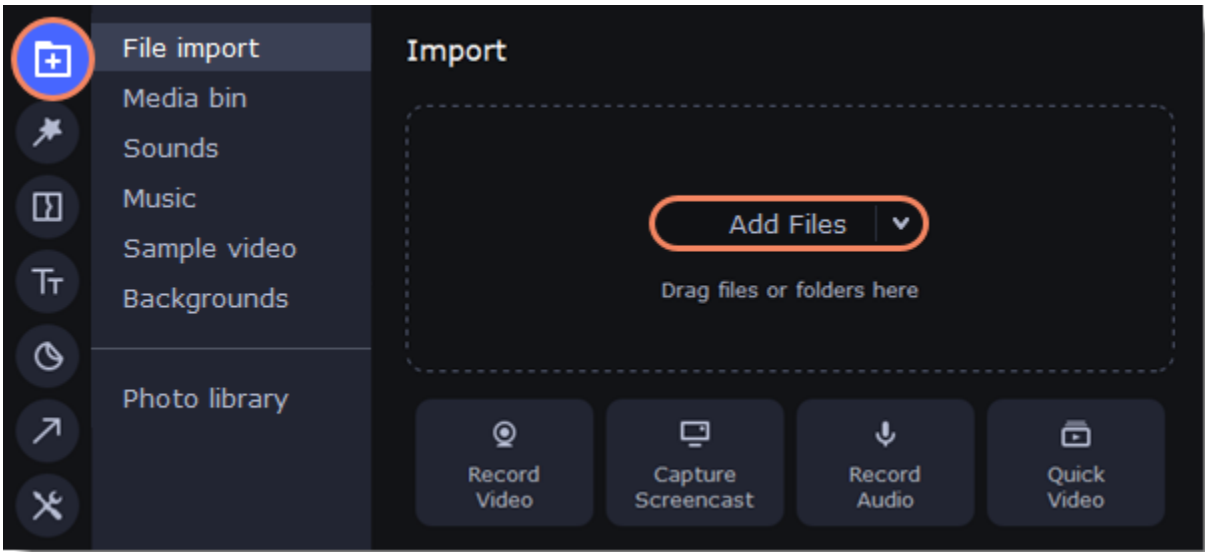 File import
Media bin
Sounds
Music
Sample video
Backgrounds
Photo library
Import
Add Files
Drag files or folders here
Record
Video
Capture
Screencast
Record
Audio
Quick
Video
TT